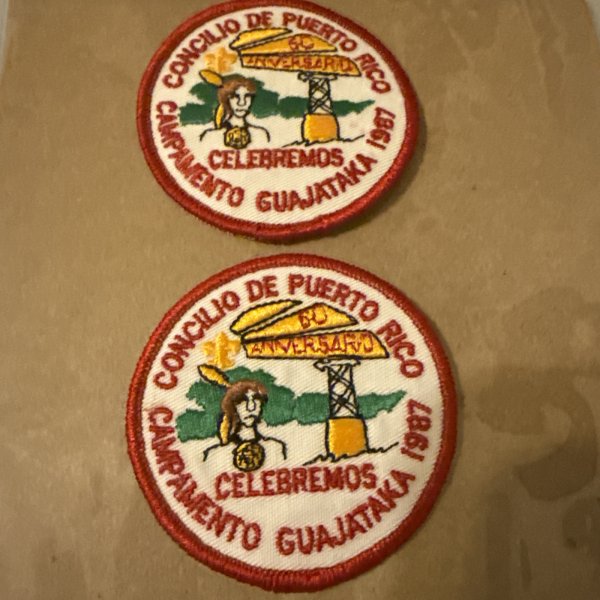 CONCILIO DE PUERTO RICO
60
ANIVERSARIO
CELEBREMOS
CAMPAMENTO GUAJATAKA 1987
CONCILIO DE PUERTO RICO
60
ANIVERSARIO
CELEBREMOS
CAMPAMENTO GUAJATAKA 1987